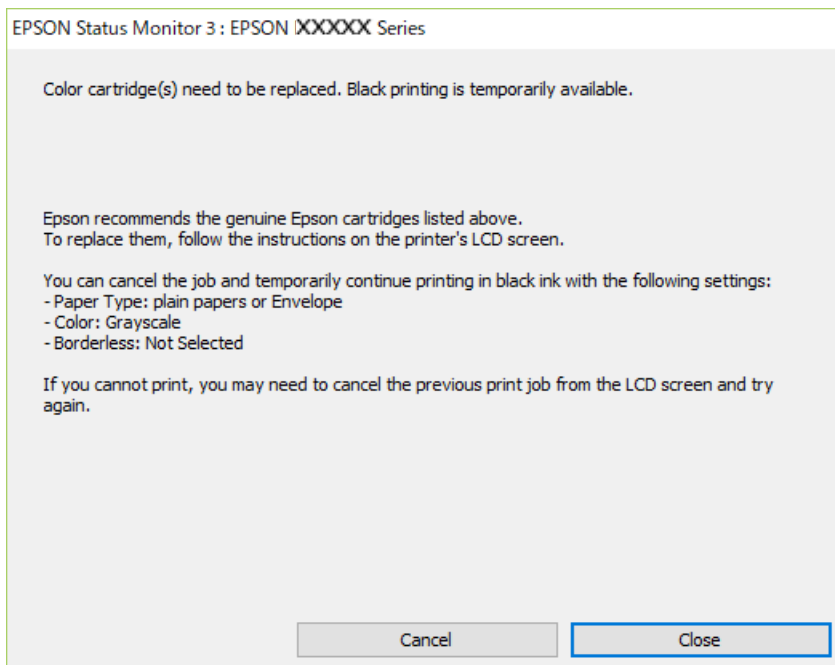 EPSON Status Monitor 3 : EPSON XXXXX Series
Color cartridge(s) need to be replaced. Black printing is temporarily available.
Epson recommends the genuine Epson cartridges listed above.
To replace them, follow the instructions on the printer's LCD screen.
You can cancel the job and temporarily continue printing in black ink with the following settings:
- Paper Type: plain papers or Envelope
- Color: Grayscale
- Borderless: Not Selected
If you cannot print, you may need to cancel the previous print job from the LCD screen and try
again.
Cancel
Close